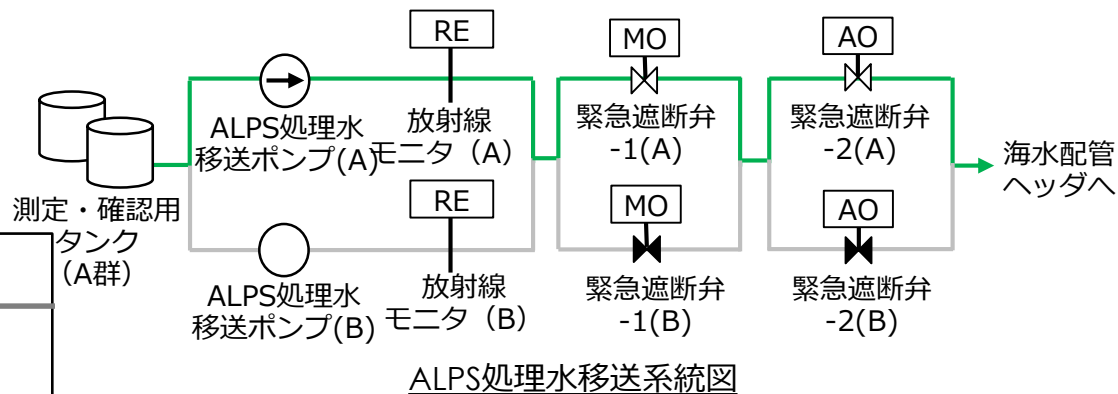 RE
MO
AO
ALPS処理水
移送ポンプ(A)
放射線
モニタ（A）
緊急遮断弁
-1(A)
緊急遮断弁
-2(A)
海水配管
ヘッダへ
測定・確認用
タンク
（A群）
RE
MO
AO
ALPS処理水
移送ポンプ(B)
放射線
モニタ（B）
緊急遮断弁
-1(B)
緊急遮断弁
-2(B)
ALPS処理水移送系統図